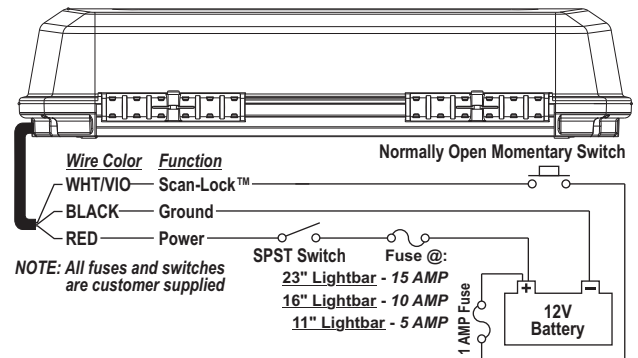 Normally Open Momentary Switch
Wire Color Function
WHT/VIO Scan-Lock™
BLACK Ground
RED Power
NOTE: All fuses and switches
are customer supplied
SPST Switch
Fuse @:
23" Lightbar - 15 AMP
16" Lightbar - 10 AMP
11" Lightbar - 5 AMP
1 AMP Fuse
+ −
12V
Battery